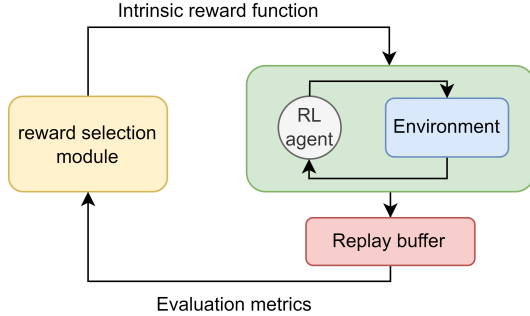 Intrinsic reward function
reward selection
module
RL
agent
Environment
Replay buffer
Evaluation metrics